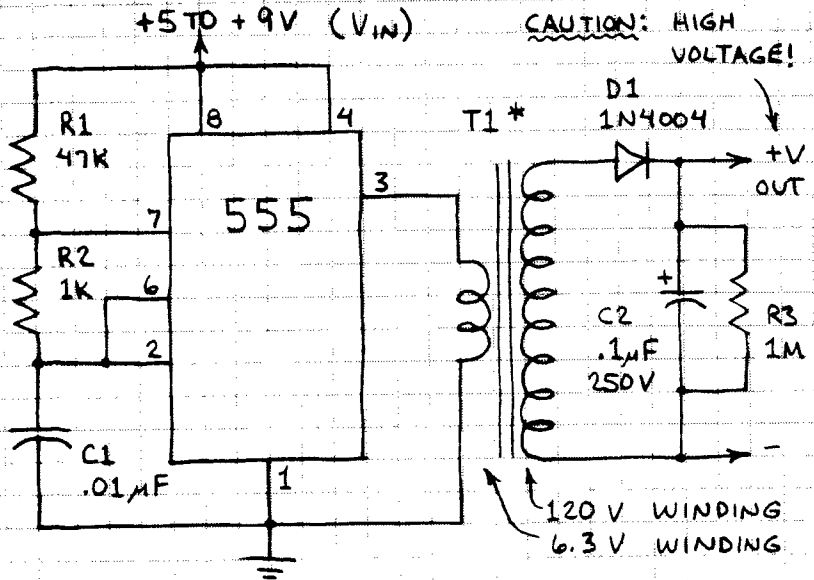 +5 TO +9V (VIN)
CAUTION: HIGH
VOLTAGE!
R1
47K
8
4
T1 *
D1
1N4004
+V
OUT
7
555
3
R2
1K
6
2
+
C2
.1µF
250V
R3
1M
C1
.01µF
1
-
120 V WINDING
6.3 V WINDING